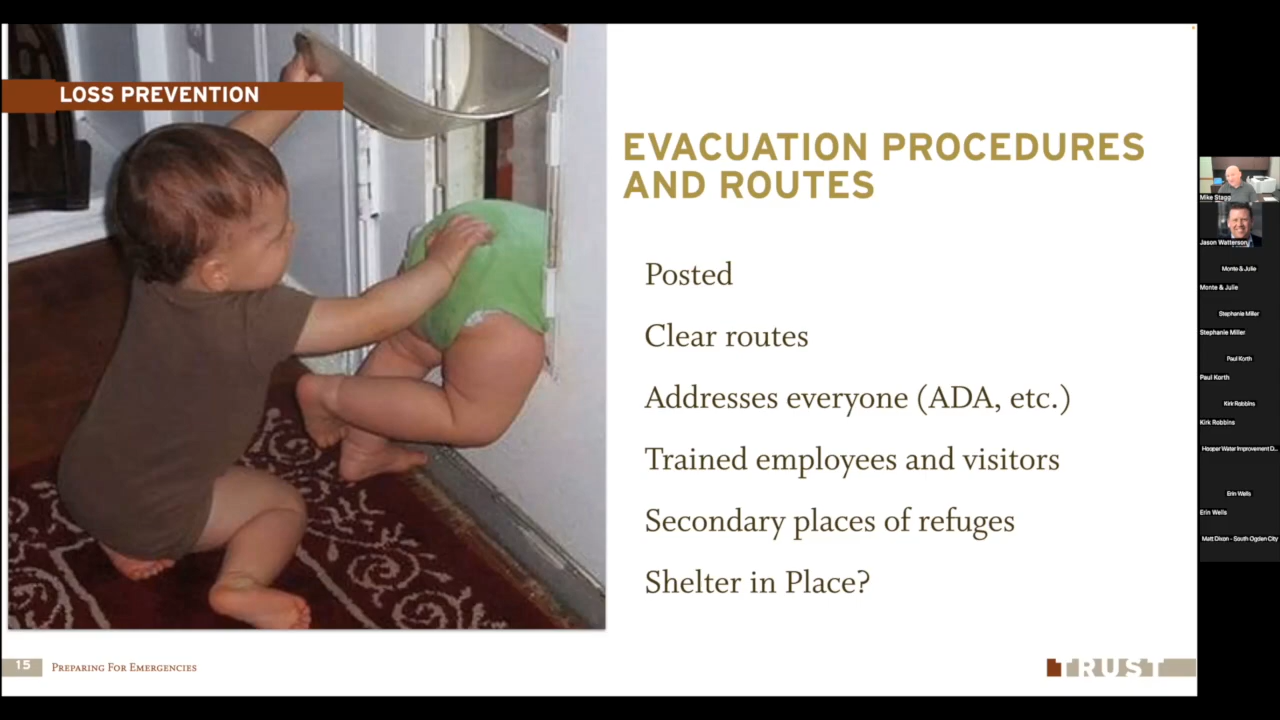 LOSS PREVENTION
EVACUATION PROCEDURES
AND ROUTES
Posted
Clear routes
Addresses everyone (ADA, etc.)
Trained employees and visitors
Secondary places of refuges
Shelter in Place?
15
PREPARING FOR EMERGENCIES
TRUST
Mike Stagg
Jason Watterson
Monte & Julie
Monte & Julie
Stephanie Miller
Stephanie Miller
Paul Korth
Paul Korth
Kirk Robbins
Kirk Robbins
Hooper Water Improvement D...
Erin Wells
Erin Wells
Matt Dixon - South Ogden City